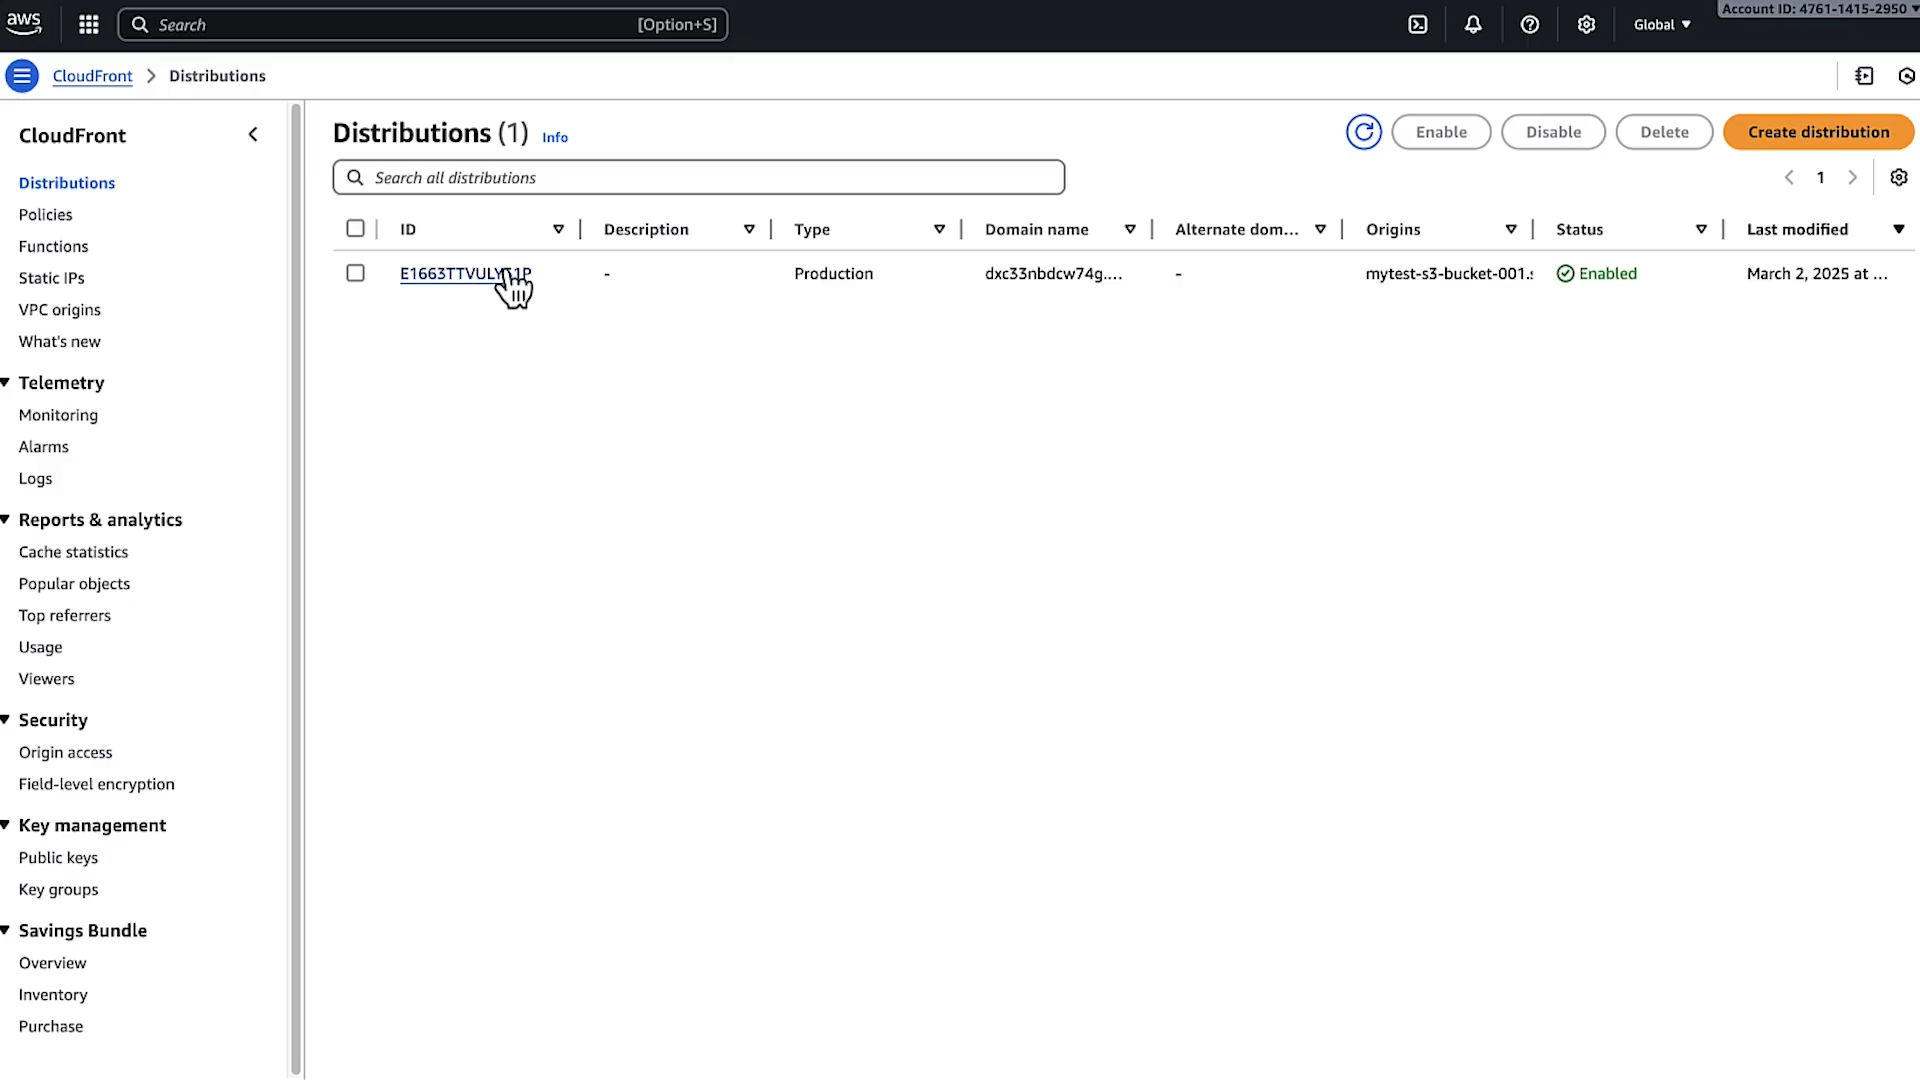 aws
Search [Option+S]
Global
Account ID: 4761-1415-2950
CloudFront
Distributions
CloudFront
Distributions
Policies
Functions
Static IPs
VPC origins
What's new
Telemetry
Monitoring
Alarms
Logs
Reports & analytics
Cache statistics
Popular objects
Top referrers
Usage
Viewers
Security
Origin access
Field-level encryption
Key management
Public keys
Key groups
Savings Bundle
Overview
Inventory
Purchase
Distributions (1) Info
Enable
Disable
Delete
Create distribution
Search all distributions
1
ID Description Type Domain name Alternate dom... Origins Status Last modified
- Production dxc33nbdcw74g.... - mytest-s3-bucket-001.s Enabled March 2, 2025 at ...